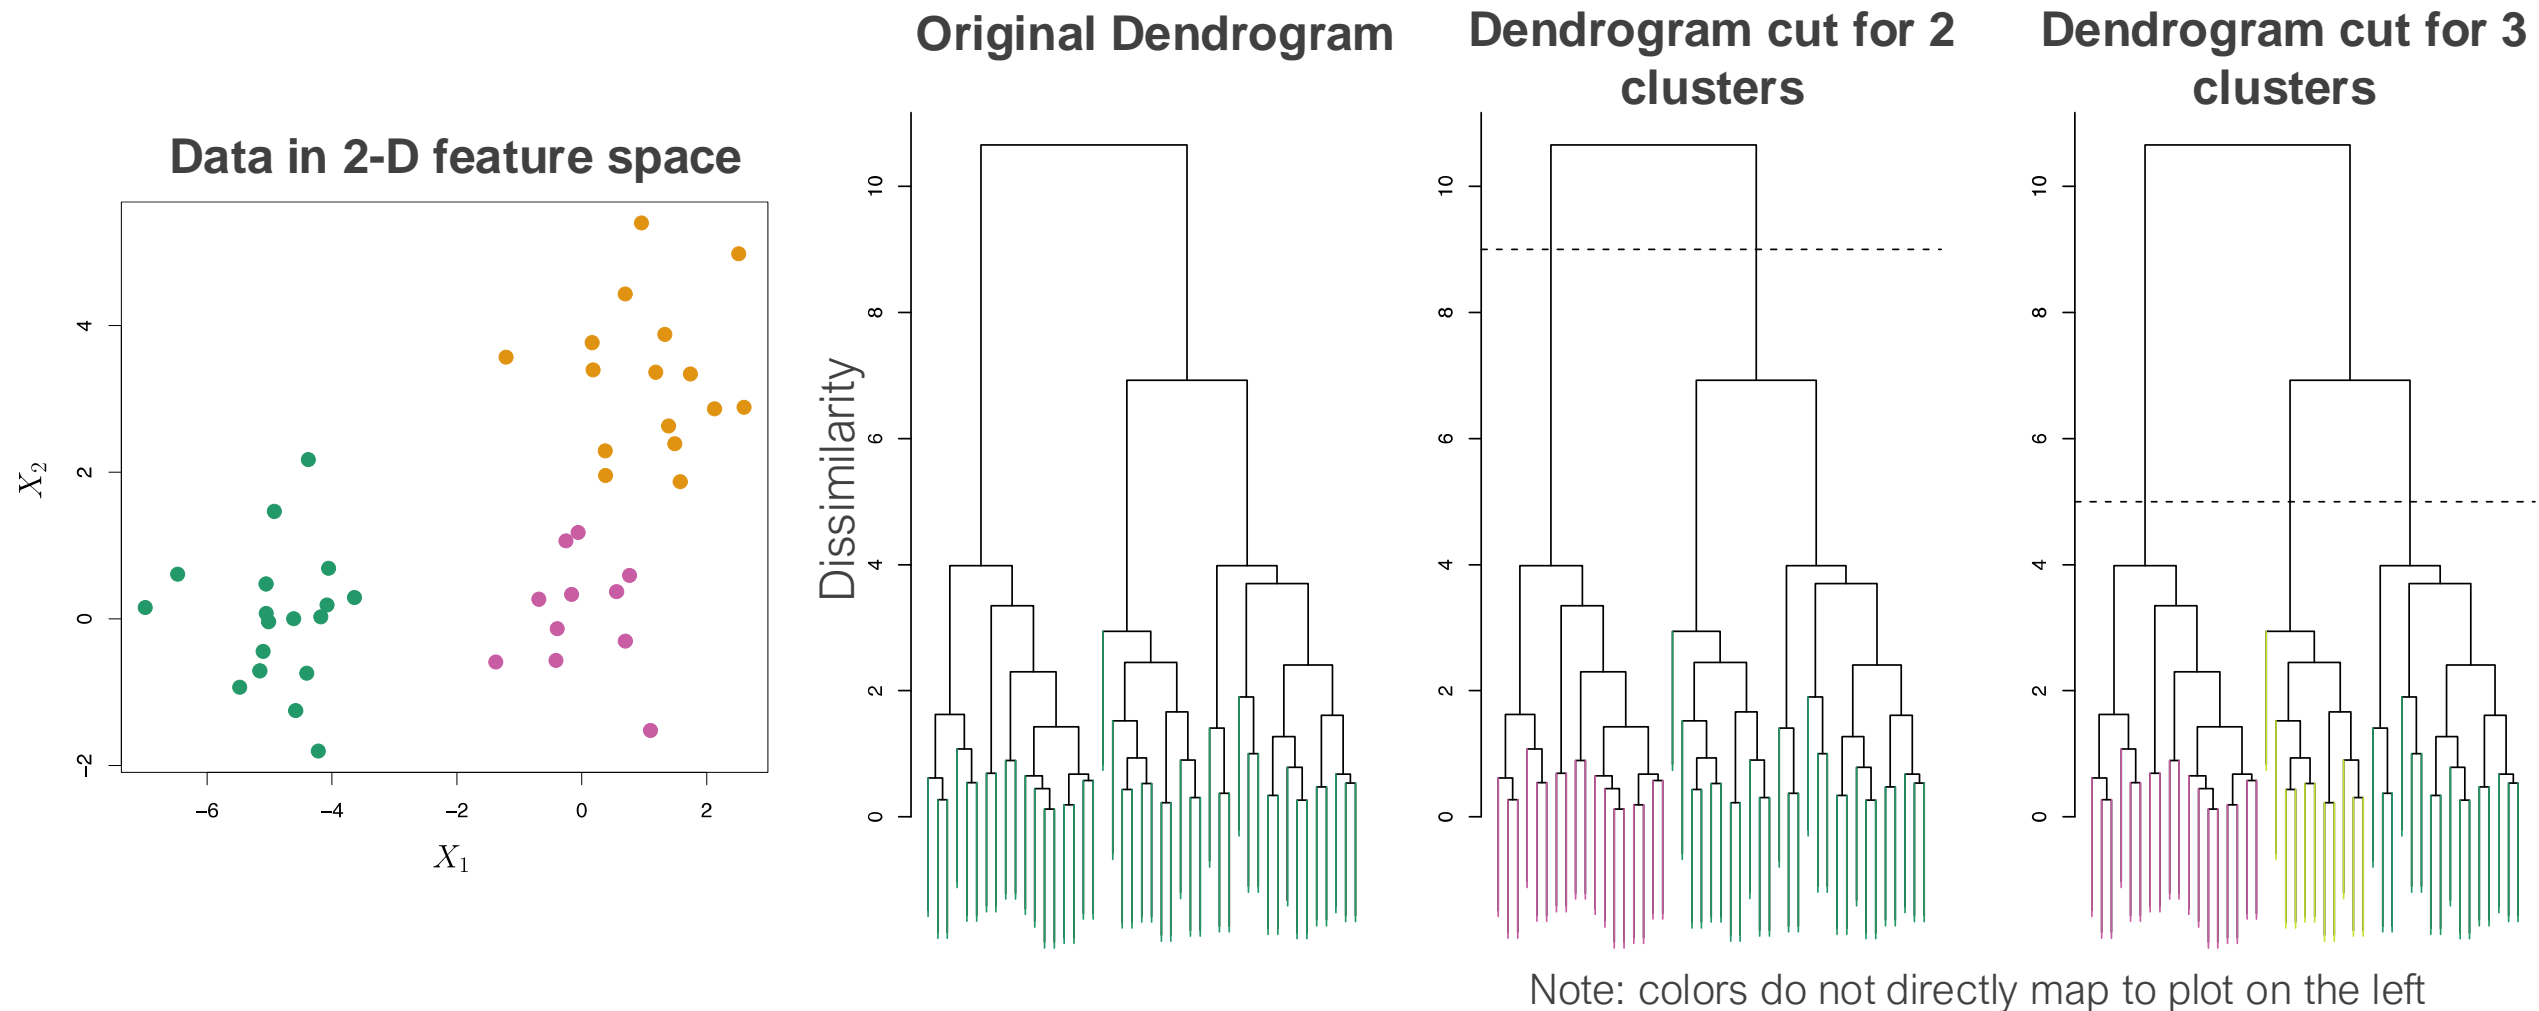 Original Dendrogram
Dendrogram cut for 2
clusters
Dendrogram cut for 3
clusters
Data in 2-D feature space
4
2
0
−2
X2
−6
−4
−2
0
2
X1
Dissimilarity
10
8
6
4
2
0
10
8
6
4
2
0
10
8
6
4
2
0
Note: colors do not directly map to plot on the left